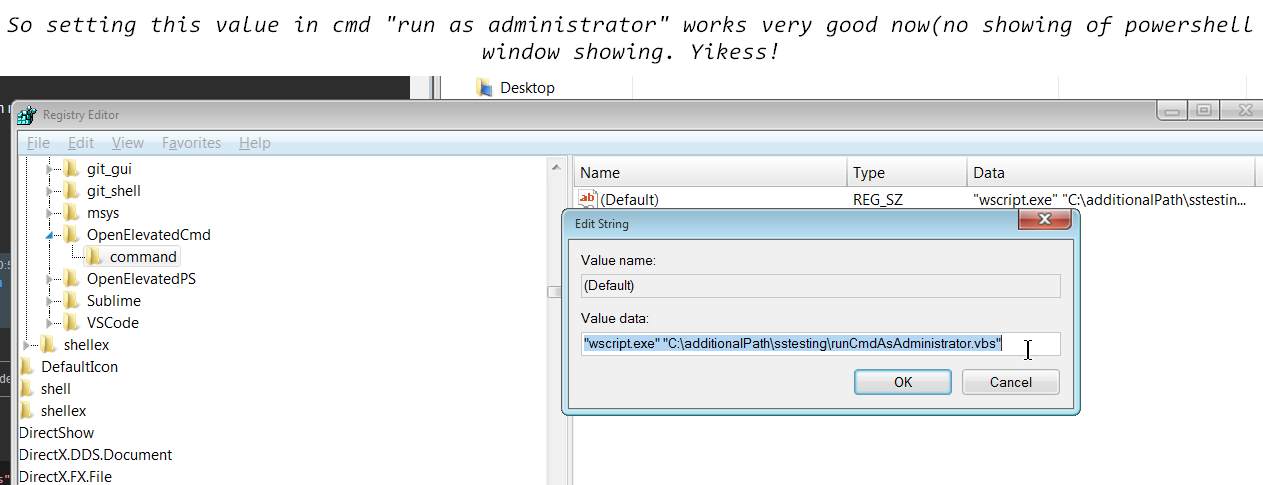 So setting this value in cmd "run as administrator" works very good now(no showing of powershell
window showing. Yikess!
Desktop
Registry Editor
File Edit View Favorites Help
git_gui
git_shell
msys
OpenElevatedCmd
command
OpenElevatedPS
Sublime
VSCode
shellex
DefaultIcon
shell
shellex
DirectShow
DirectX.DDS.Document
DirectX.FX.File
Name Type Data
(Default) REG_SZ "wscript.exe" "C:\additionalPath\sstestin...
Edit String
Value name:
(Default)
Value data:
"wscript.exe" "C:\additionalPath\sstesting\runCmdAsAdministrator.vbs"
OK Cancel